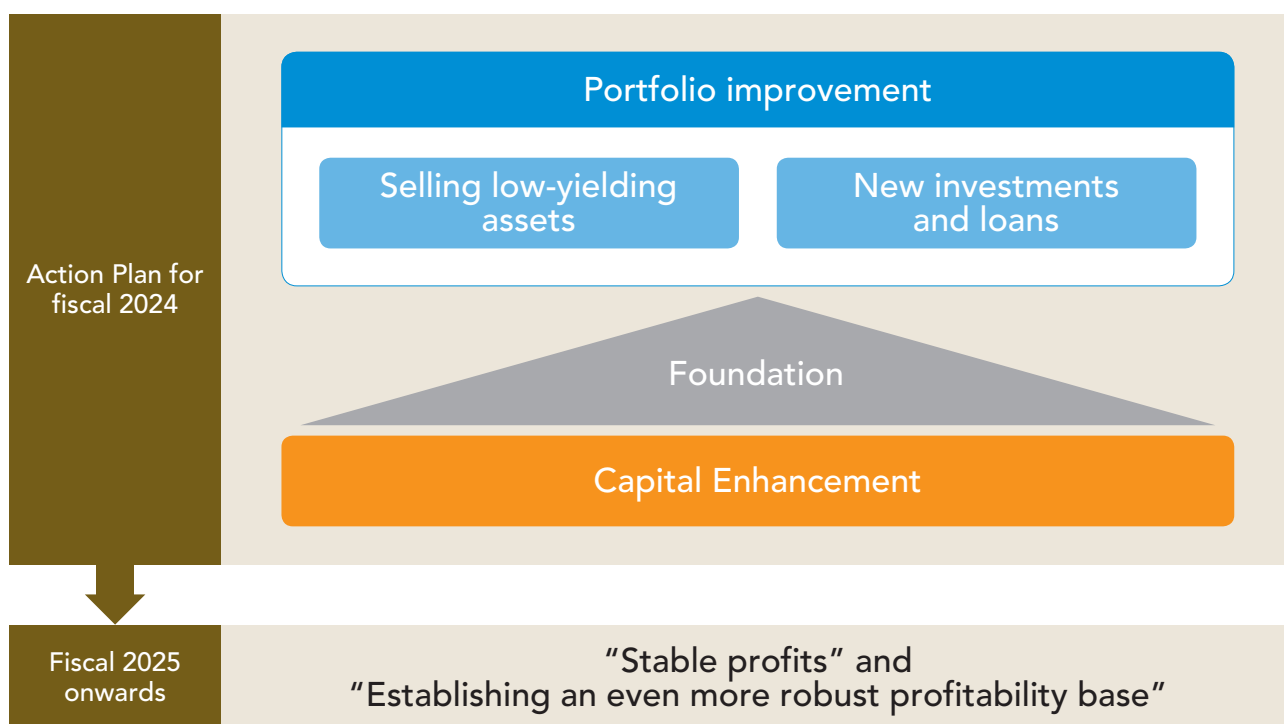 Action Plan for
fiscal 2024
Portfolio improvement
Selling low-yielding
assets
New investments
and loans
Foundation
Capital Enhancement
Fiscal 2025
onwards
“Stable profits” and
“Establishing an even more robust profitability base”